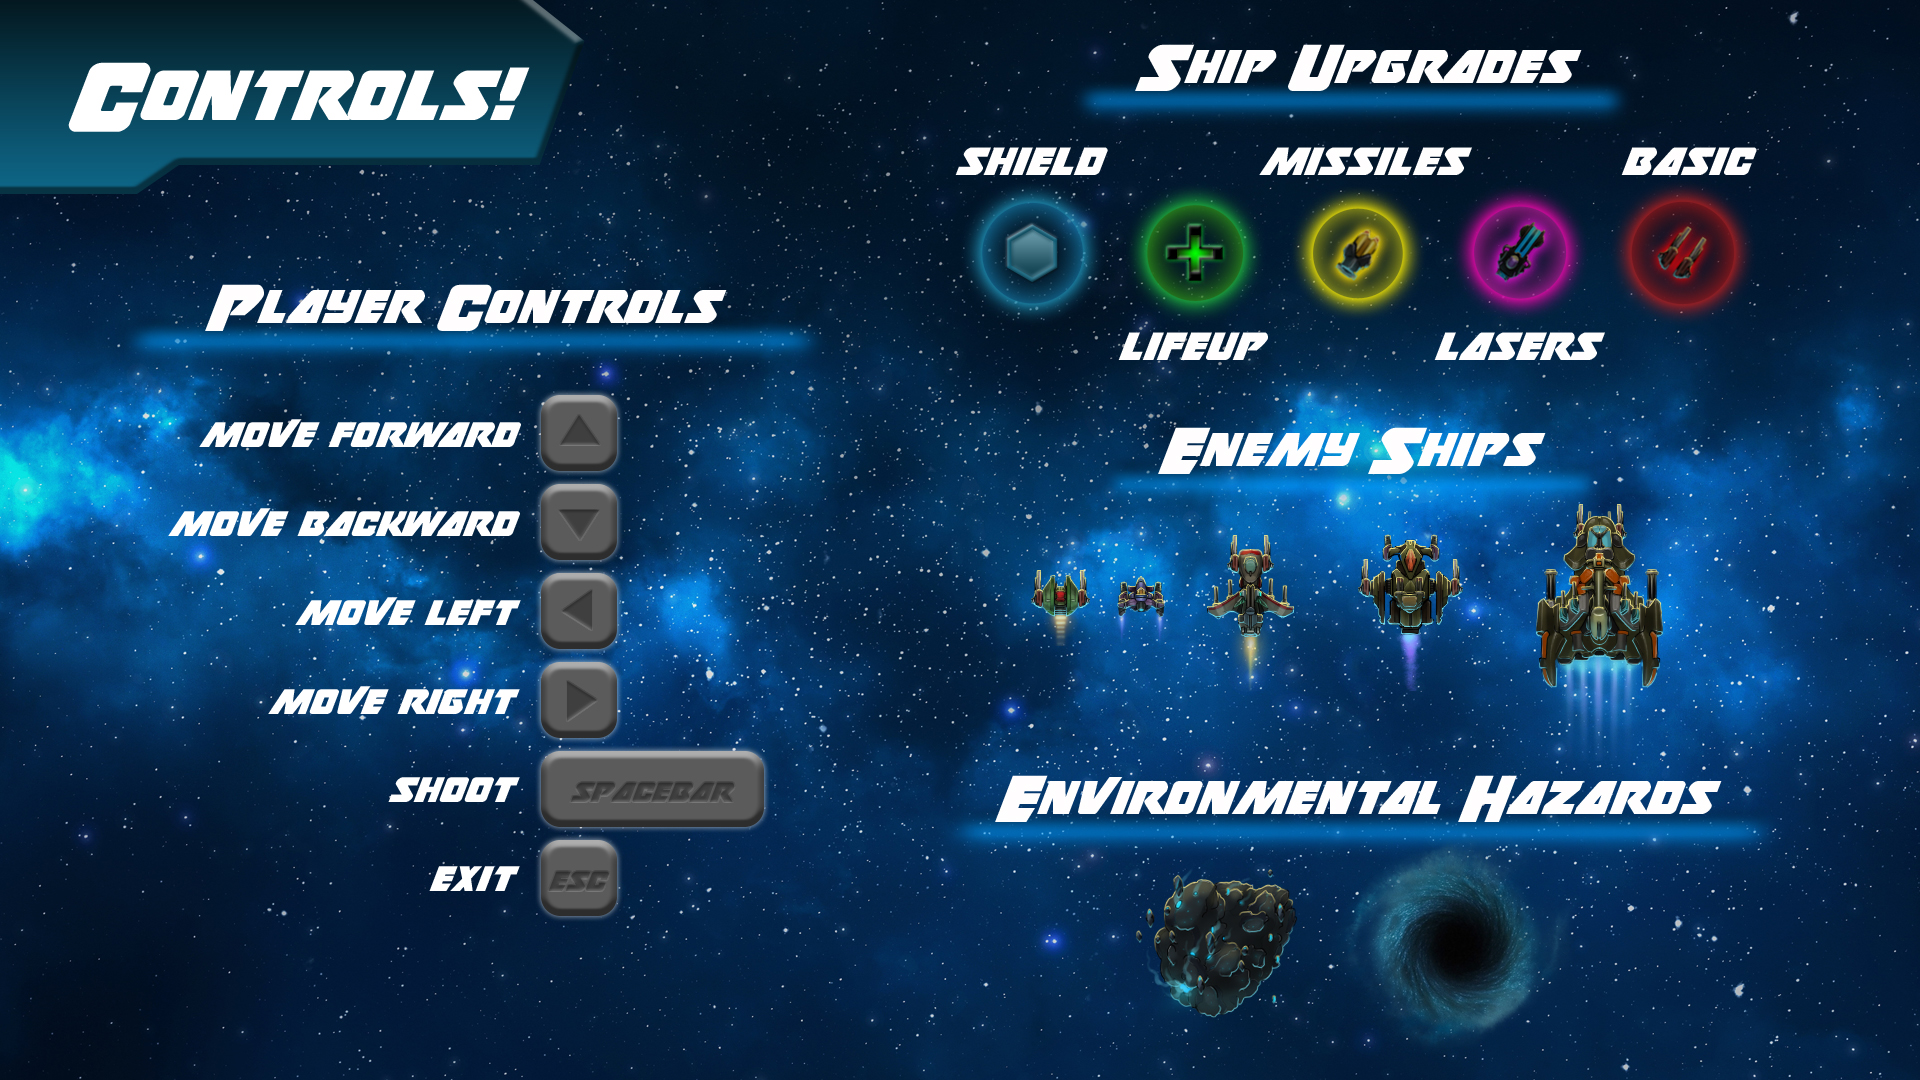 CONTROLS!
PLAYER CONTROLS
MOVE FORWARD
MOVE BACKWARD
MOVE LEFT
MOVE RIGHT
SHOOT SPACEBAR
EXIT ESC
SHIP UPGRADES
SHIELD MISSILES BASIC
LIFEUP LASERS
ENEMY SHIPS
ENVIRONMENTAL HAZARDS